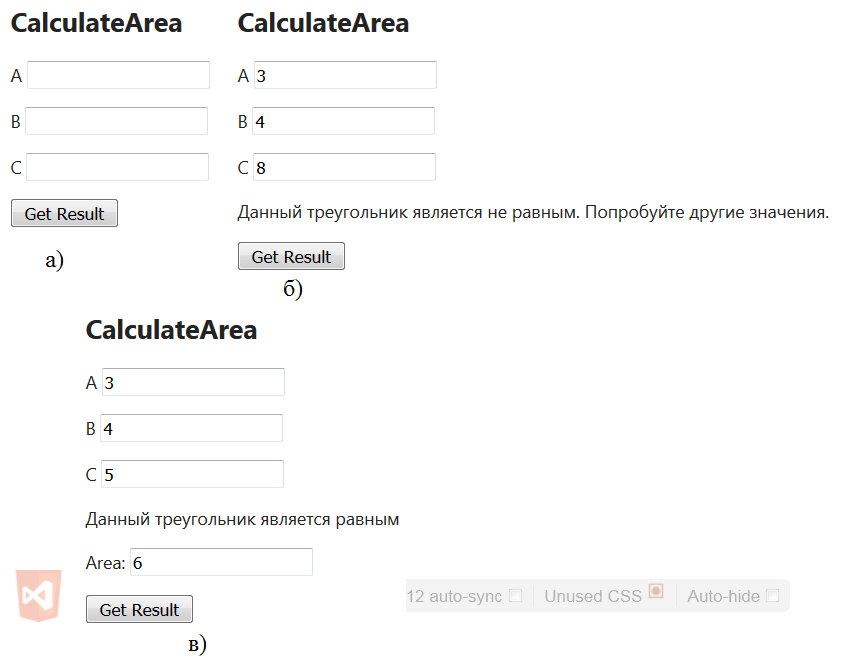 CalculateArea
A
B
C
Get Result
а)
CalculateArea
A 3
B 4
C 8
Данный треугольник является не равным. Попробуйте другие значения.
Get Result
б)
CalculateArea
A 3
B 4
C 5
Данный треугольник является равным
Area: 6
Get Result
в)
12 auto-sync Unused CSS Auto-hide